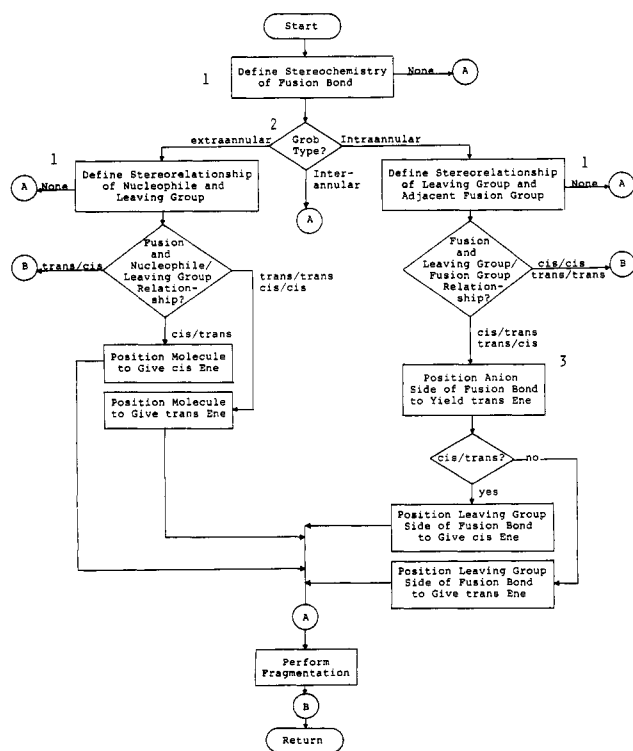 Start
1
Define Stereochemistry
of Fusion Bond
None
A
2
extraannular
Grob
Type?
Intraannular
Inter-
annular
A
1
A
None
Define Stereorelationship
of Nucleophile and
Leaving Group
1
Define Stereorelationship
of Leaving Group and
Adjacent Fusion Group
None
A
B
trans/cis
Fusion
and
Nucleophile/
Leaving Group
Relation-
ship?
trans/trans
cis/cis
cis/trans
Fusion
and
Leaving Group/
Fusion Group
Relation-
ship?
cis/cis
trans/trans
B
cis/trans
trans/cis
Position Molecule
to Give cis Ene
Position Molecule
to Give trans Ene
3
Position Anion
Side of Fusion Bond
to Yield trans Ene
cis/trans?
no
yes
Position Leaving Group
Side of Fusion Bond
to Give cis Ene
Position Leaving Group
Side of Fusion Bond
to Give trans Ene
A
Perform
Fragmentation
B
Return